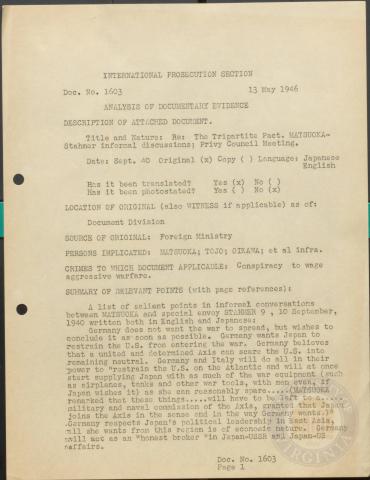 INTERNATIONAL PROSECUTION SECTION
Doc. No. 1603 13 May 1946
ANALYSIS OF DOCUMENTARY EVIDENCE
DESCRIPTION OF ATTACHED DOCUMENT.
Title and Nature: Re: The Tripartite Pact. MATSUOKA-
Stahmer informal discussions; Privy Council Meeting.
Date: Sept. 40 Original (x) Copy ( ) Language: Japanese
English
Has it been translated? Yes (x) No ( )
Has it been photostated? Yes ( ) No (x)
LOCATION OF ORIGINAL (also WITNESS if applicable) as of:
Document Division
SOURCE OF ORIGINAL: Foreign Ministry
PERSONS IMPLICATED: MATSUOKA; TOJO; OIKAWA; et al infra.
CRIMES TO WHICH DOCUMENT APPLICABLE: Conspiracy to wage
aggressive warfare.
SUMMARY OF RELEVANT POINTS (with page references):
A list of salient points in informal conversations
between MATSUOKA and special envoy STAHMER 9 , 10 September,
1940 written both in English and Japanese:
Germany does not want the war to spread, but wishes to
conclude it as soon as possible. Germany wants Japan to
restrain the U.S. from entering the war. Germany believes
that a united and determined Axis can scare the U.S. into
remaining neutral. Germany and Italy will do all in their
power to "restrain the U.S. on the atlantic and will at once
start supplying Japan with as much of the war equipment (such
as airplanes, tanks and other war tools, with men even, if
Japan wishes it) as she can reasonably spare....(MATSUOKA
remarked that these things.....will have to be left to a....
military and naval commission of the Axis, granted that Japan
joins the Axis in the sense and in the way Germany wants.)"
Germany respects Japan's political leadership in East Asia,
all she wants from this region is of economic nature. Germany
will act as an "honest broker "in Japan-USSR and Japan-US
affairs.
Doc. No. 1603
Page 1
VIRGINIA